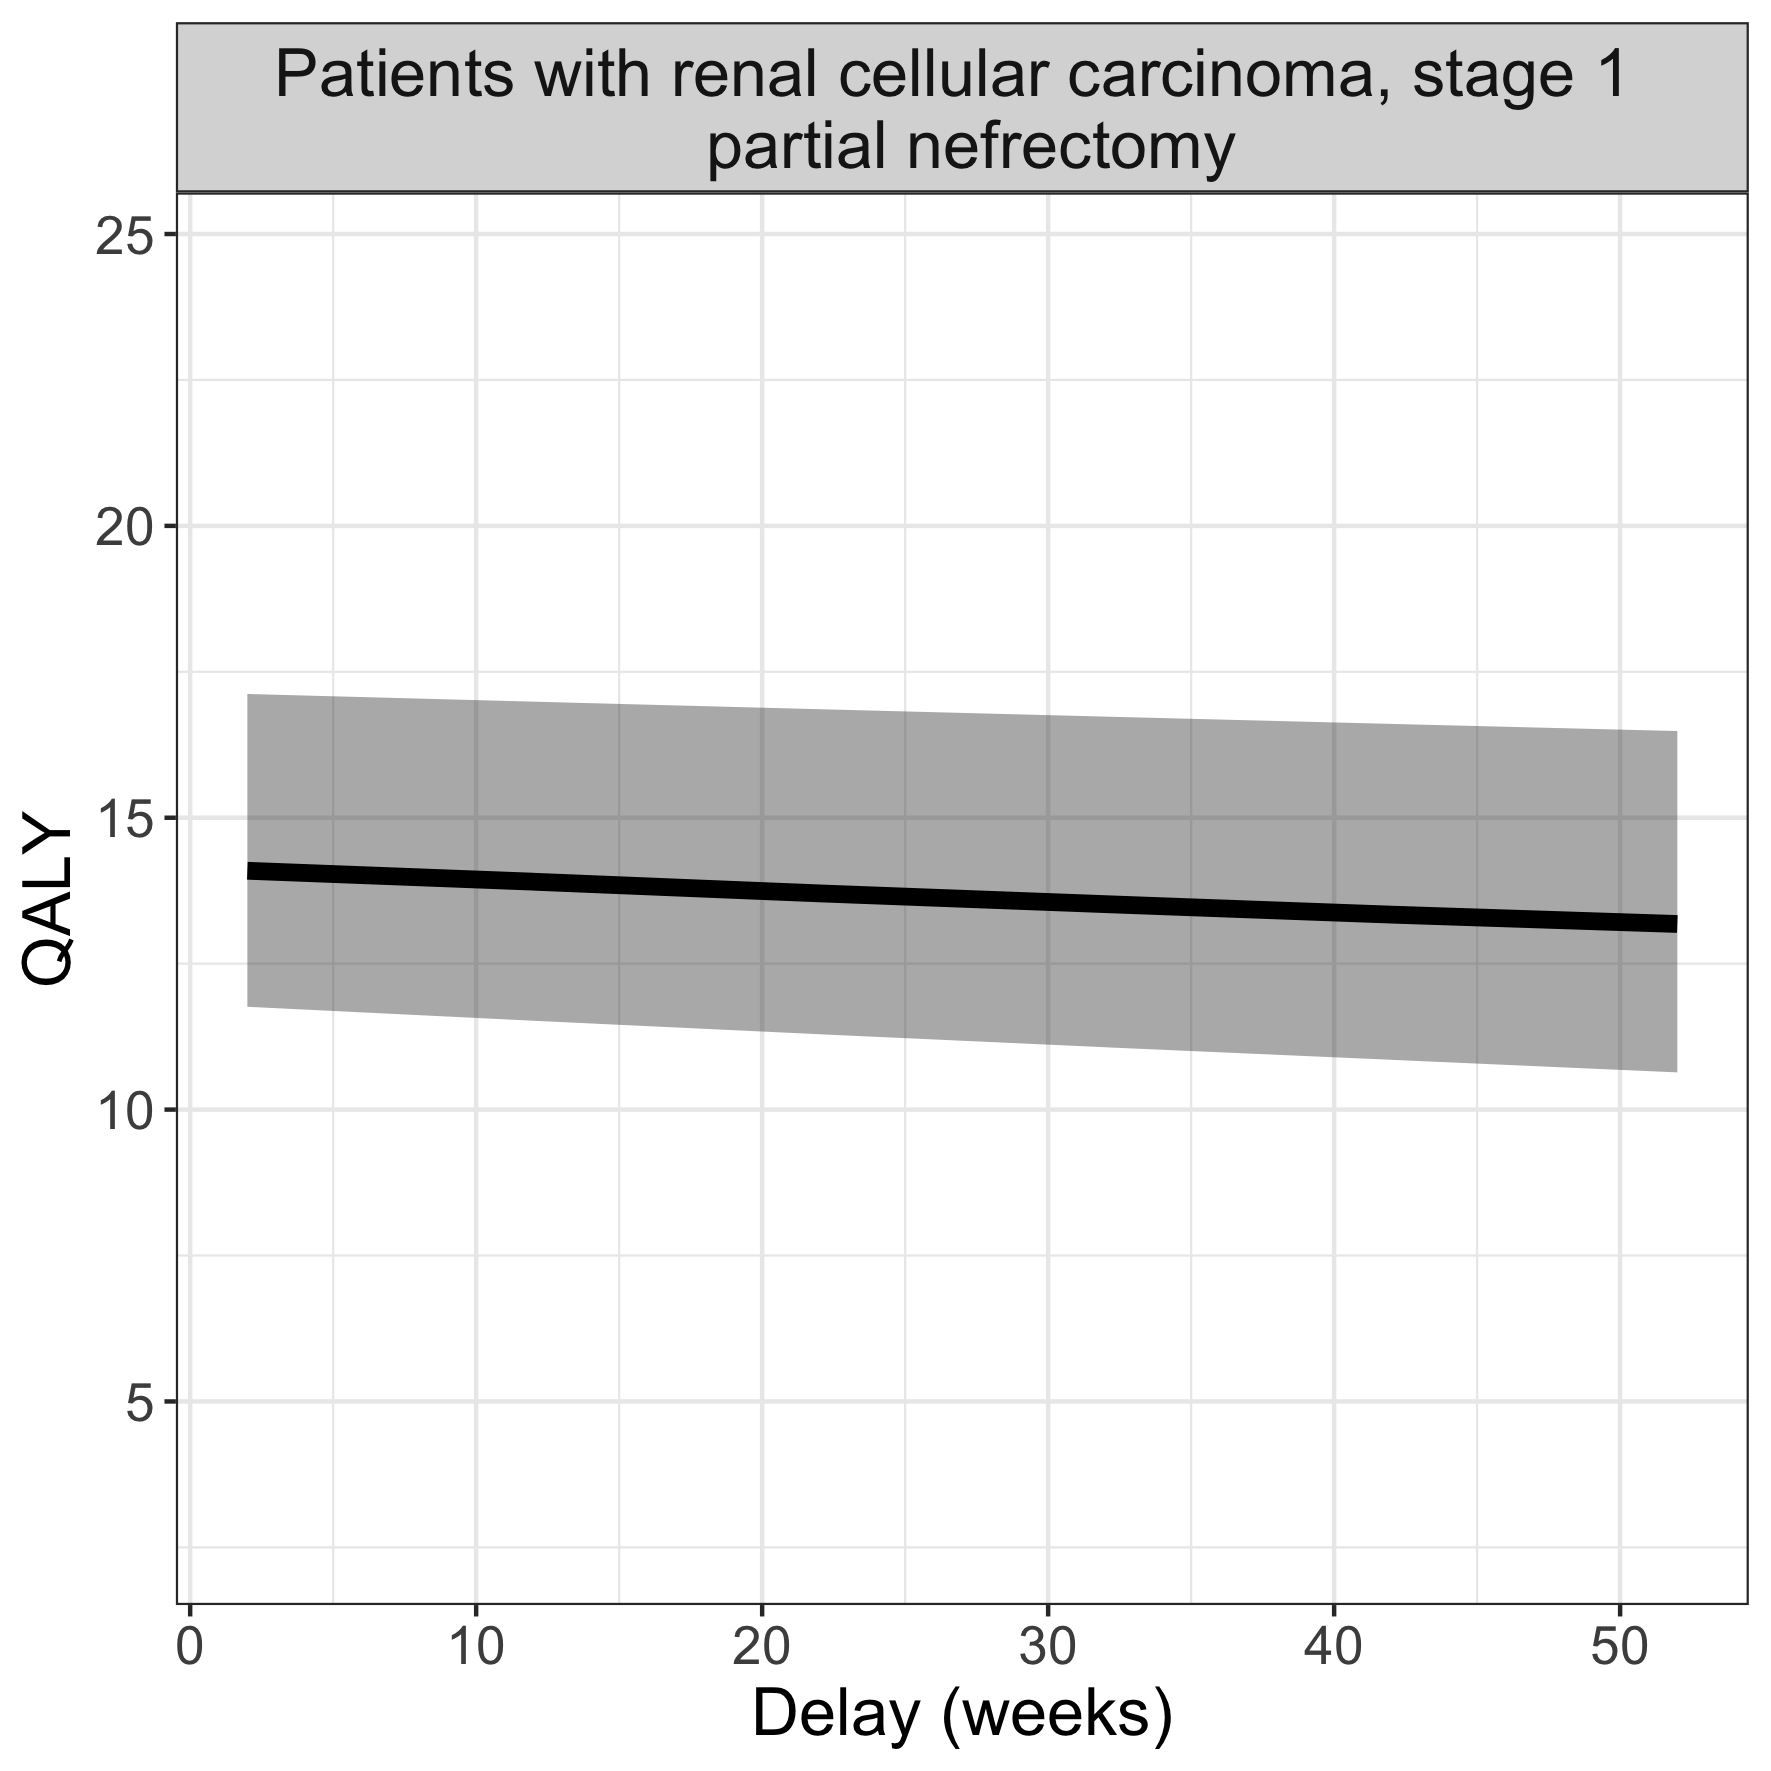 Patients with renal cellular carcinoma, stage 1
partial nefrectomy
25
20
15
10
5
QALY
0 10 20 30 40 50
Delay (weeks)